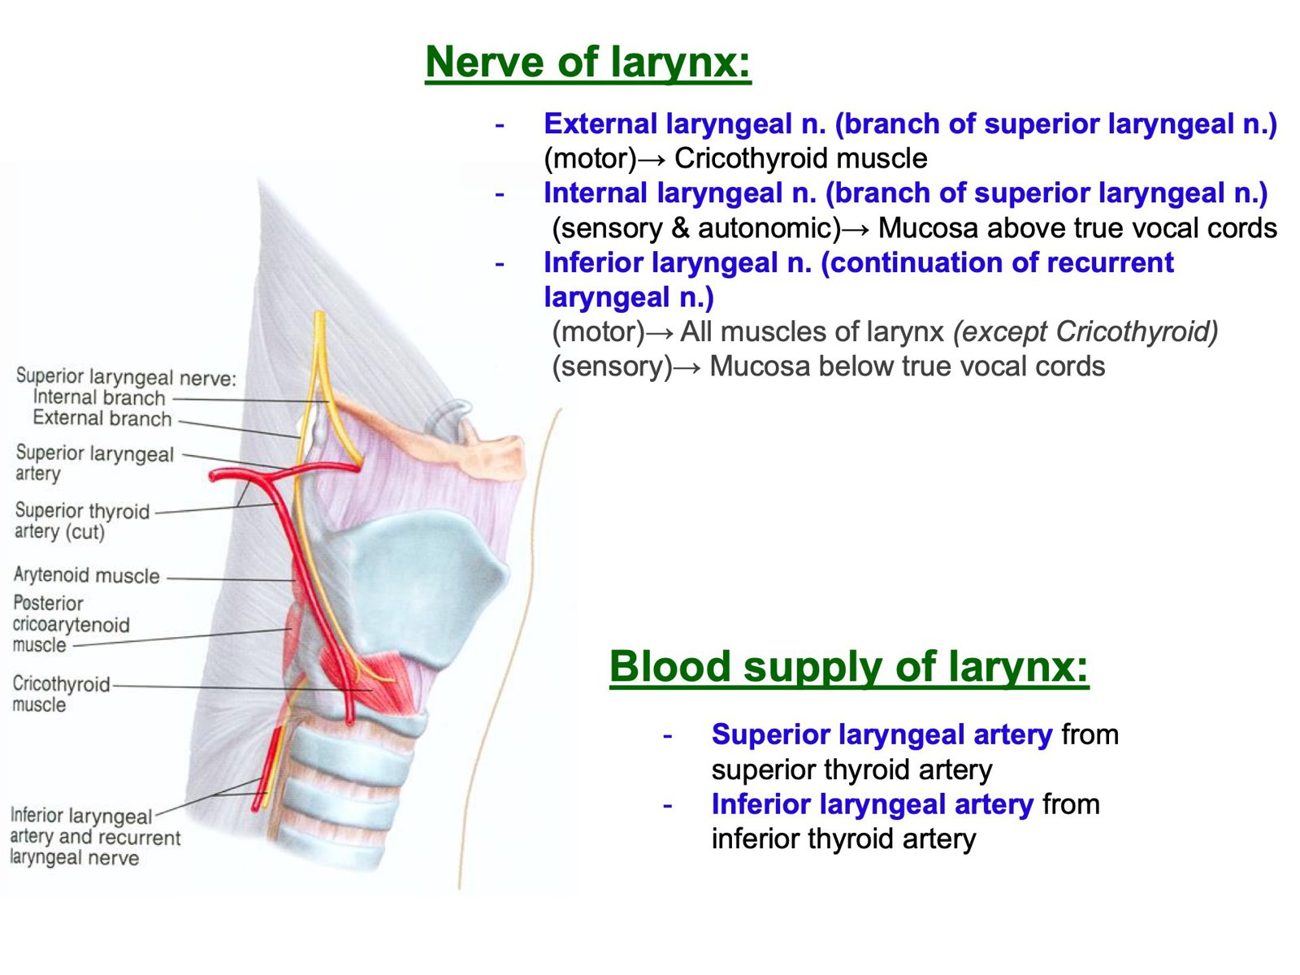 Nerve of larynx:
- External laryngeal n. (branch of superior laryngeal n.)
(motor)→ Cricothyroid muscle
- Internal laryngeal n. (branch of superior laryngeal n.)
(sensory & autonomic)→ Mucosa above true vocal cords
- Inferior laryngeal n. (continuation of recurrent
laryngeal n.)
(motor)→ All muscles of larynx (except Cricothyroid)
(sensory)→ Mucosa below true vocal cords
Superior laryngeal nerve:
Internal branch
External branch
Superior laryngeal
artery
Superior thyroid
artery (cut)
Arytenoid muscle
Posterior
cricoarytenoid
muscle
Cricothyroid
muscle
Inferior laryngeal
artery and recurrent
laryngeal nerve
Blood supply of larynx:
- Superior laryngeal artery from
superior thyroid artery
- Inferior laryngeal artery from
inferior thyroid artery